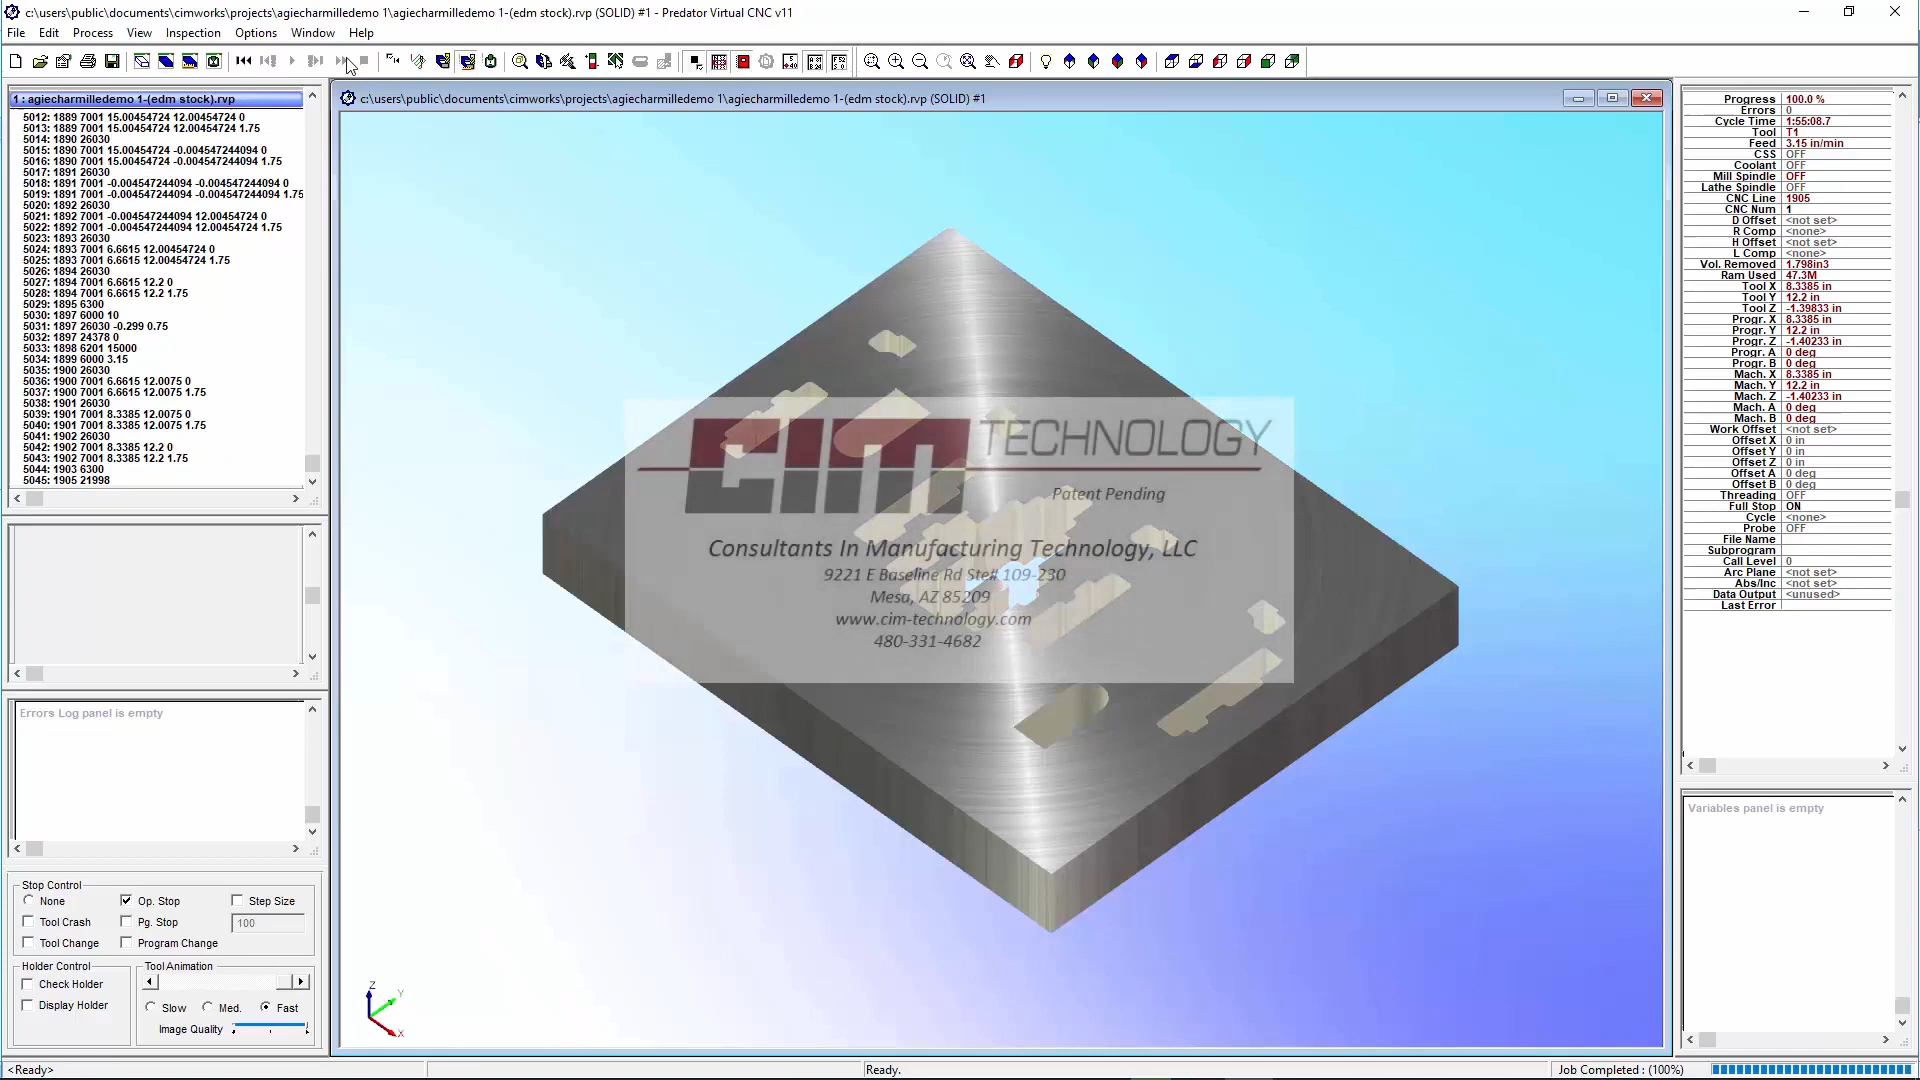 c:\users\public\documents\cimworks\projects\agiecharmilledemo 1\agiecharmilledemo 1-(edm stock).rvp (SOLID) #1 - Predator Virtual CNC v11
File Edit Process View Inspection Options Window Help
1 : agiecharmilledemo 1-(edm stock).rvp
5012: 1889 7001 15.00454724 12.00454724 0
5013: 1889 7001 15.00454724 12.00454724 1.75
5014: 1890 26030
5015: 1890 7001 15.00454724 -0.004547244094 0
5016: 1890 7001 15.00454724 -0.004547244094 1.75
5017: 1891 26030
5018: 1891 7001 -0.004547244094 -0.004547244094 0
5019: 1891 7001 -0.004547244094 -0.004547244094 1.75
5020: 1892 26030
5021: 1892 7001 -0.004547244094 12.00454724 0
5022: 1892 7001 -0.004547244094 12.00454724 1.75
5023: 1893 26030
5024: 1893 7001 6.6615 12.00454724 0
5025: 1893 7001 6.6615 12.00454724 1.75
5026: 1894 26030
5027: 1894 7001 6.6615 12.2 0
5028: 1894 7001 6.6615 12.2 1.75
5029: 1895 6300
5030: 1897 6000 10
5031: 1897 26030 -0.299 0.75
5032: 1897 24378 0
5033: 1898 6201 15000
5034: 1899 6000 3.15
5035: 1900 26030
5036: 1900 7001 6.6615 12.0075 0
5037: 1900 7001 6.6615 12.0075 1.75
5038: 1901 26030
5039: 1901 7001 8.3385 12.0075 0
5040: 1901 7001 8.3385 12.0075 1.75
5041: 1902 26030
5042: 1902 7001 8.3385 12.2 0
5043: 1902 7001 8.3385 12.2 1.75
5044: 1903 6300
5045: 1905 21998
Errors Log panel is empty
Stop Control
None Op. Stop Step Size
Tool Crash Pg. Stop 100
Tool Change Program Change
Holder Control
Check Holder
Display Holder
Tool Animation
Slow Med. Fast
Image Quality
c:\users\public\documents\cimworks\projects\agiecharmilledemo 1\agiecharmilledemo 1-(edm stock).rvp (SOLID) #1
cim TECHNOLOGY
Patent Pending
Consultants In Manufacturing Technology, LLC
9221 E Baseline Rd Ste# 109-230
Mesa, AZ 85209
www.cim-technology.com
480-331-4682
Z
Y
X
Progress 100.0 %
Errors 0
Cycle Time 1:55:08.7
Tool T1
Feed 3.15 in/min
CSS OFF
Coolant OFF
Mill Spindle OFF
Lathe Spindle OFF
CNC Line 1905
CNC Num 1
D Offset <not set>
R Comp <none>
H Offset <not set>
L Comp <none>
Vol. Removed 1.798in3
Ram Used 47.3M
Tool X 8.3385 in
Tool Y 12.2 in
Tool Z -1.39833 in
Progr. X 8.3385 in
Progr. Y 12.2 in
Progr. Z -1.40233 in
Progr. A 0 deg
Progr. B 0 deg
Mach. X 8.3385 in
Mach. Y 12.2 in
Mach. Z -1.40233 in
Mach. A 0 deg
Mach. B 0 deg
Work Offset <not set>
Offset X 0 in
Offset Y 0 in
Offset Z 0 in
Offset A 0 deg
Offset B 0 deg
Threading OFF
Full Stop ON
Cycle <none>
Probe OFF
File Name
Subprogram
Call Level 0
Arc Plane <not set>
Abs/Inc <not set>
Data Output <unused>
Last Error
Variables panel is empty
<Ready>
Ready.
Job Completed : (100%)